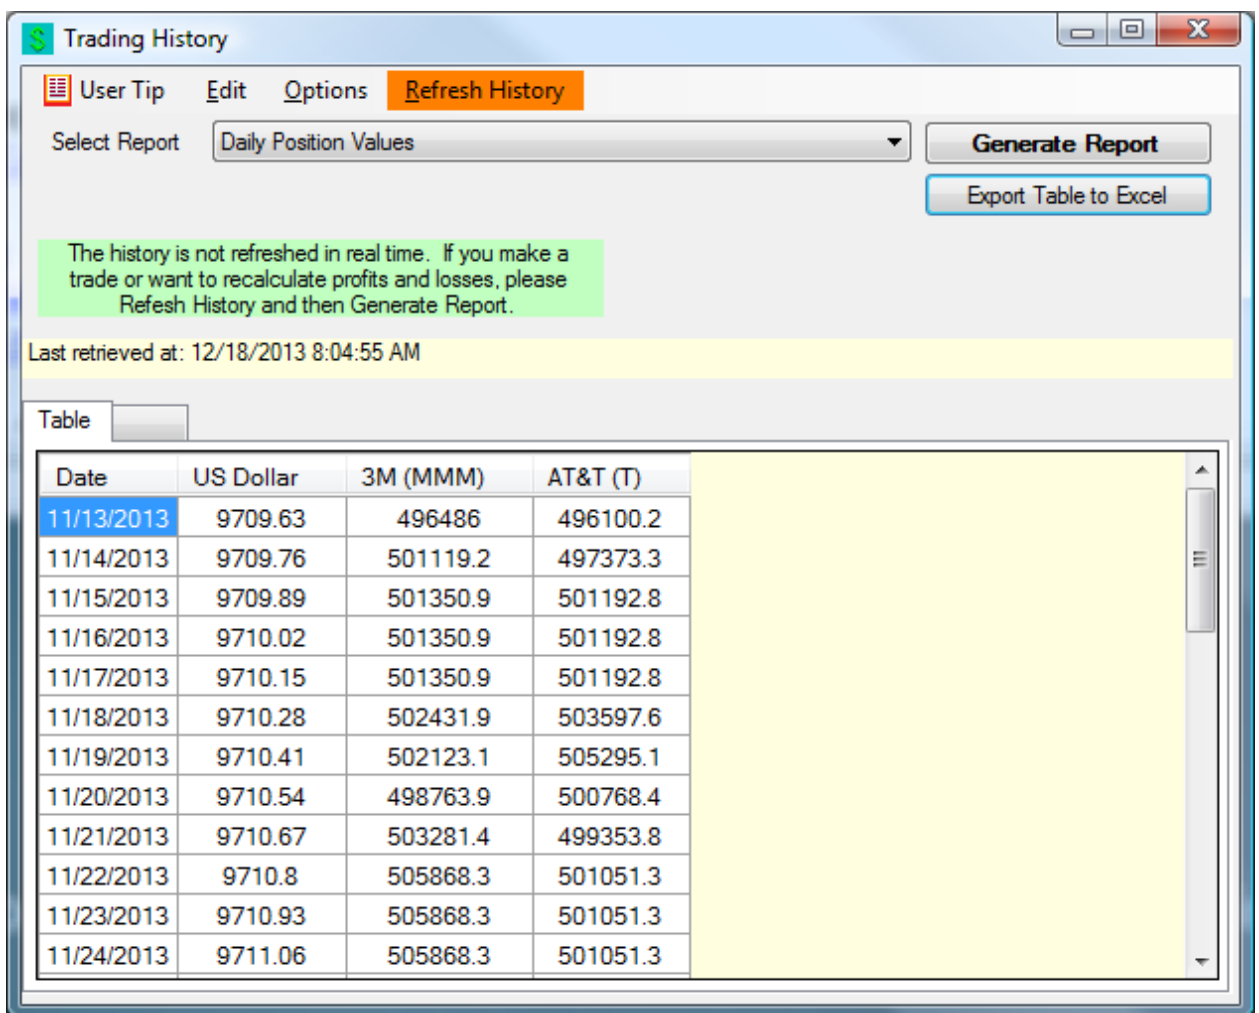 $ Trading History
User Tip Edit Options Refresh History
Select Report Daily Position Values Generate Report
Export Table to Excel
The history is not refreshed in real time. If you make a
trade or want to recalculate profits and losses, please
Refesh History and then Generate Report.
Last retrieved at: 12/18/2013 8:04:55 AM
Table
Date US Dollar 3M (MMM) AT&T (T)
11/13/2013 9709.63 496486 496100.2
11/14/2013 9709.76 501119.2 497373.3
11/15/2013 9709.89 501350.9 501192.8
11/16/2013 9710.02 501350.9 501192.8
11/17/2013 9710.15 501350.9 501192.8
11/18/2013 9710.28 502431.9 503597.6
11/19/2013 9710.41 502123.1 505295.1
11/20/2013 9710.54 498763.9 500768.4
11/21/2013 9710.67 503281.4 499353.8
11/22/2013 9710.8 505868.3 501051.3
11/23/2013 9710.93 505868.3 501051.3
11/24/2013 9711.06 505868.3 501051.3